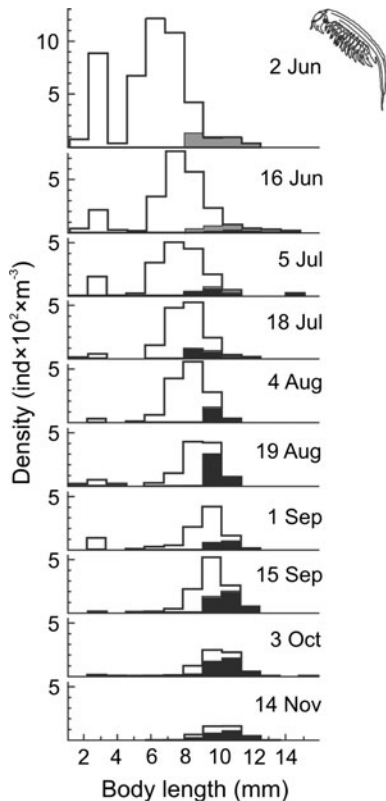 10
5
2 Jun
5
16 Jun
5
5 Jul
5
18 Jul
5
4 Aug
5
19 Aug
5
1 Sep
5
15 Sep
5
3 Oct
5
14 Nov
Density (ind×10²×m⁻³)
2 4 6 8 10 12 14
Body length (mm)